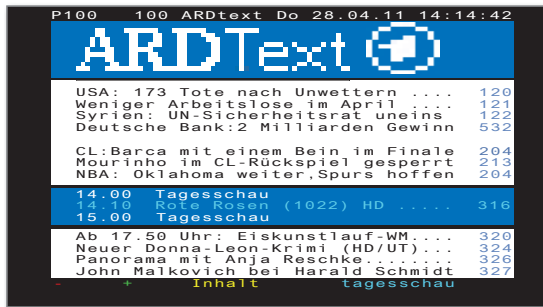 P100 100 ARDtext Do 28.04.11 14:14:42
ARDText
USA: 173 Tote nach Unwettern .... 120
Weniger Arbeitslose im April .... 121
Syrien: UN-Sicherheitsrat uneins 122
Deutsche Bank:2 Milliarden Gewinn 532
CL:Barca mit einem Bein im Finale 204
Mourinho im CL-Rückspiel gesperrt 213
NBA: Oklahoma weiter,Spurs hoffen 204
14.00 Tagesschau
14.10 Rote Rosen (1022) HD ..... 316
15.00 Tagesschau
Ab 17.50 Uhr: Eiskunstlauf-WM.... 320
Neuer Donna-Leon-Krimi (HD/UT)... 324
Panorama mit Anja Reschke........ 326
John Malkovich bei Harald Schmidt 327
- + Inhalt tagesschau